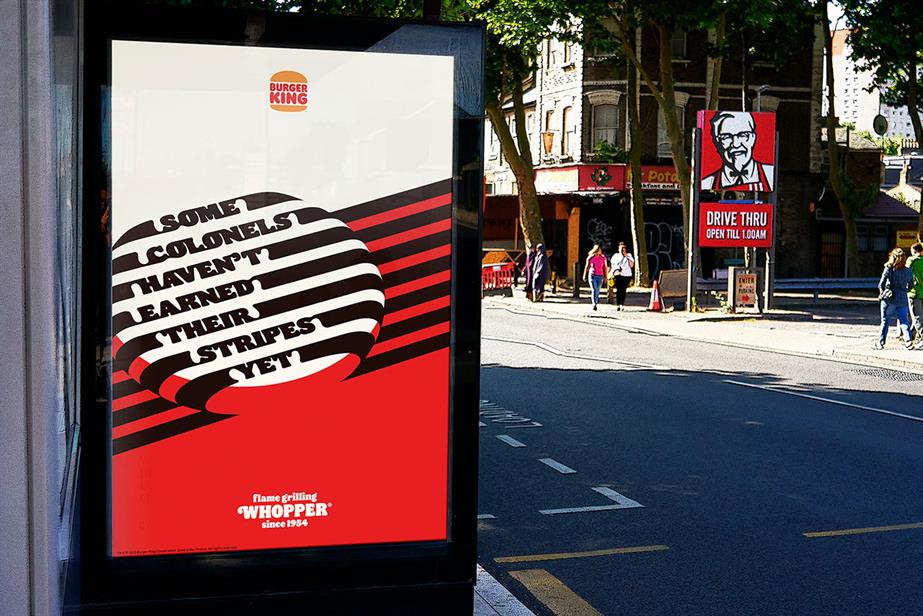 BURGER
KING
SOME
COLONELS
HAVEN'T
EARNED
THEIR
STRIPES
YET
flame grilling
WHOPPER®
since 1954
DRIVE THRU
OPEN TILL 1.00AM
ENTER